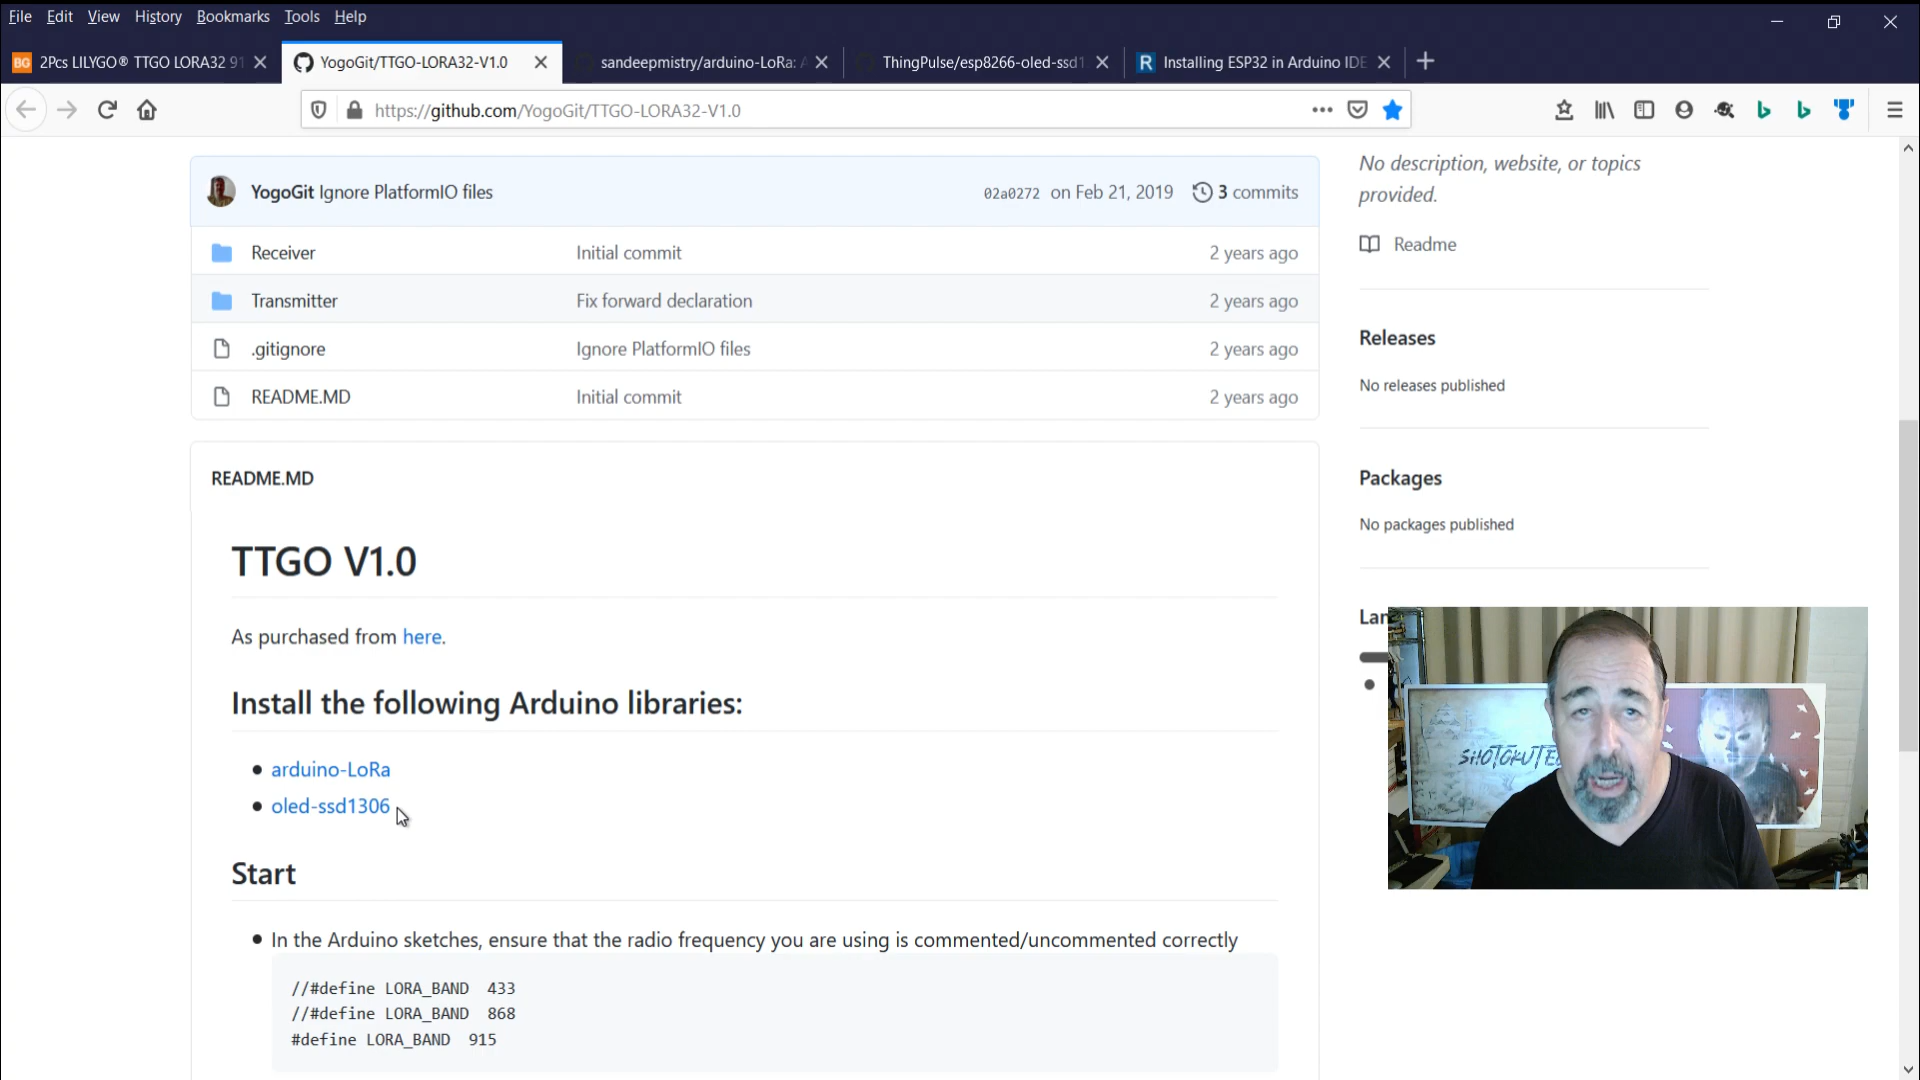 File Edit View History Bookmarks Tools Help
BG 2Pcs LILYGO® TTGO LORA32 91
YogoGit/TTGO-LORA32-V1.0
sandeepmistry/arduino-LoRa: A
ThingPulse/esp8266-oled-ssd1
R Installing ESP32 in Arduino IDE
https://github.com/YogoGit/TTGO-LORA32-V1.0
YogoGit Ignore PlatformIO files 02a0272 on Feb 21, 2019 3 commits
Receiver Initial commit 2 years ago
Transmitter Fix forward declaration 2 years ago
.gitignore Ignore PlatformIO files 2 years ago
README.MD Initial commit 2 years ago
README.MD
TTGO V1.0
As purchased from here.
Install the following Arduino libraries:
arduino-LoRa
oled-ssd1306
Start
In the Arduino sketches, ensure that the radio frequency you are using is commented/uncommented correctly
//#define LORA_BAND 433
//#define LORA_BAND 868
#define LORA_BAND 915
No description, website, or topics
provided.
Readme
Releases
No releases published
Packages
No packages published
Lan
SHOTOKUTE